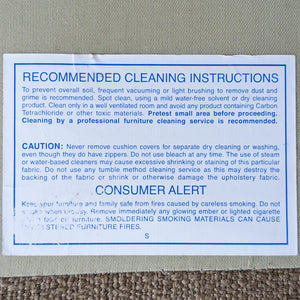 RECOMMENDED CLEANING INSTRUCTIONS
To prevent overall soil, frequent vacuuming or light brushing to remove dust and
grime is recommended. Spot clean, using a mild water-free solvent or dry cleaning
product. Clean only in a well ventilated room and avoid any product containing Carbon
Tetrachloride or other toxic materials. Pretest small area before proceeding.
Cleaning by a professional furniture cleaning service is recommended.
CAUTION: Never remove cushion covers for separate dry cleaning or washing,
even though they do have zippers. Do not use bleach at any time. The use of steam
or water-based cleaners may cause excessive shrinking or staining of this particular
fabric. Do not use any tumble method cleaning service as this may destroy the
backing of the fabric or shrink or otherwise damage the upholstery fabric.
CONSUMER ALERT
Keep your furniture and family safe from fires caused by careless smoking. Do not
when drowsy. Remove immediately any glowing ember or lighted cigarette
furniture. SMOLDERING SMOKING MATERIALS CAN CAUSE
FURNITURE FIRES.
S